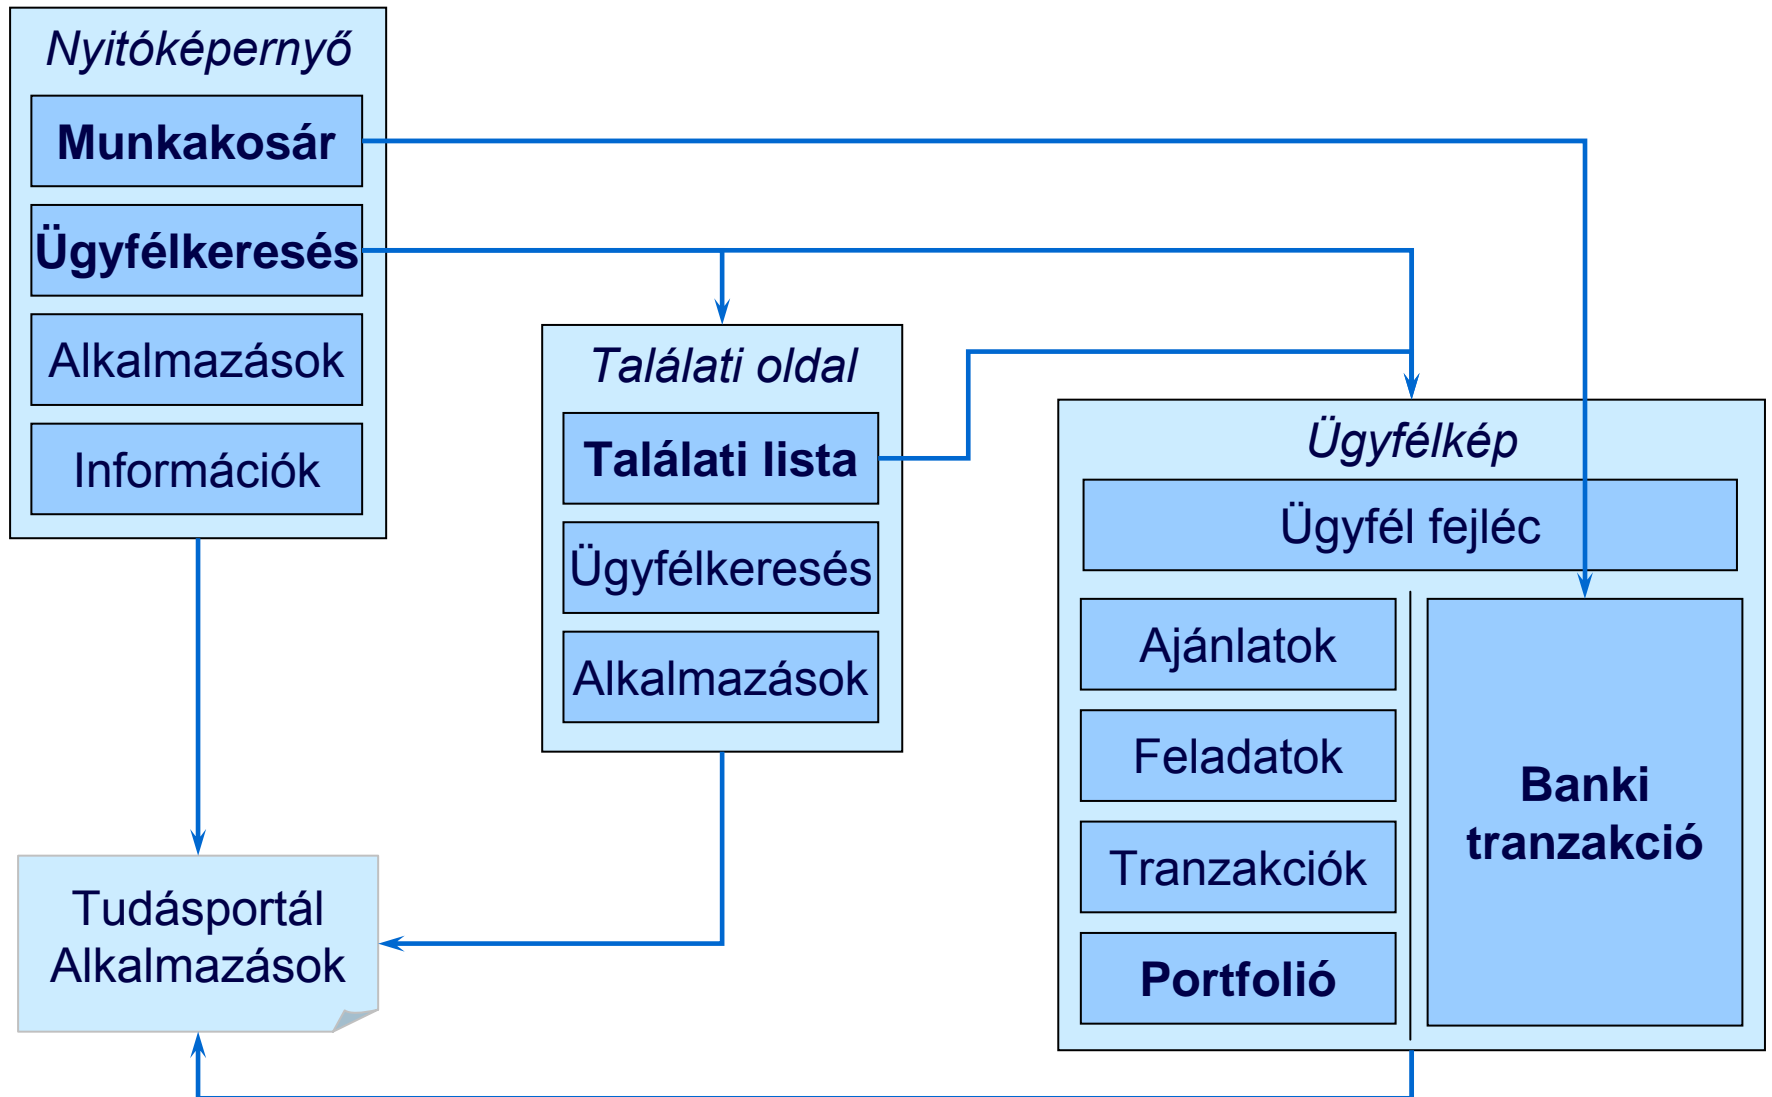 Nyitóképernyő
Munkakosár
Ügyfélkeresés
Alkalmazások
Információk
Találati oldal
Találati lista
Ügyfélkeresés
Alkalmazások
Ügyfélkép
Ügyfél fejléc
Ajánlatok
Feladatok
Tranzakciók
Portfolió
Banki
tranzakció
Tudásportál
Alkalmazások